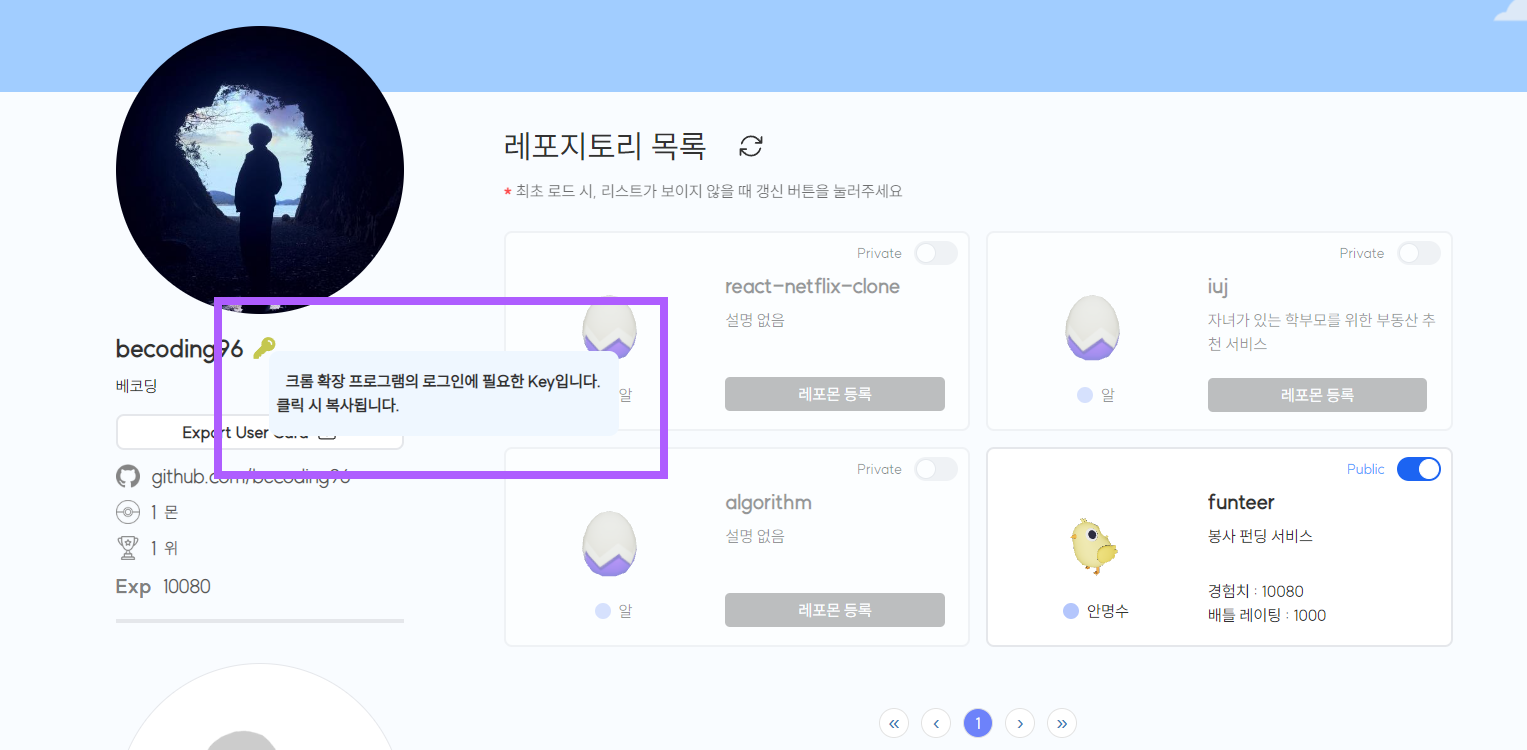 becoding96
베코딩
크롬 확장 프로그램의 로그인에 필요한 Key입니다.
클릭 시 복사됩니다.
Export User Card
github.com/becoding96
1 몬
1 위
Exp 10080
레포지토리 목록
* 최초 로드 시, 리스트가 보이지 않을 때 갱신 버튼을 눌러주세요
Private
react-netflix-clone
설명 없음
알
레포몬 등록
Private
iuj
자녀가 있는 학부모를 위한 부동산 추
천 서비스
알
레포몬 등록
Private
algorithm
설명 없음
알
레포몬 등록
Public
funteer
봉사 펀딩 서비스
경험치 : 10080
배틀 레이팅 : 1000
안명수
« ‹ 1 › »